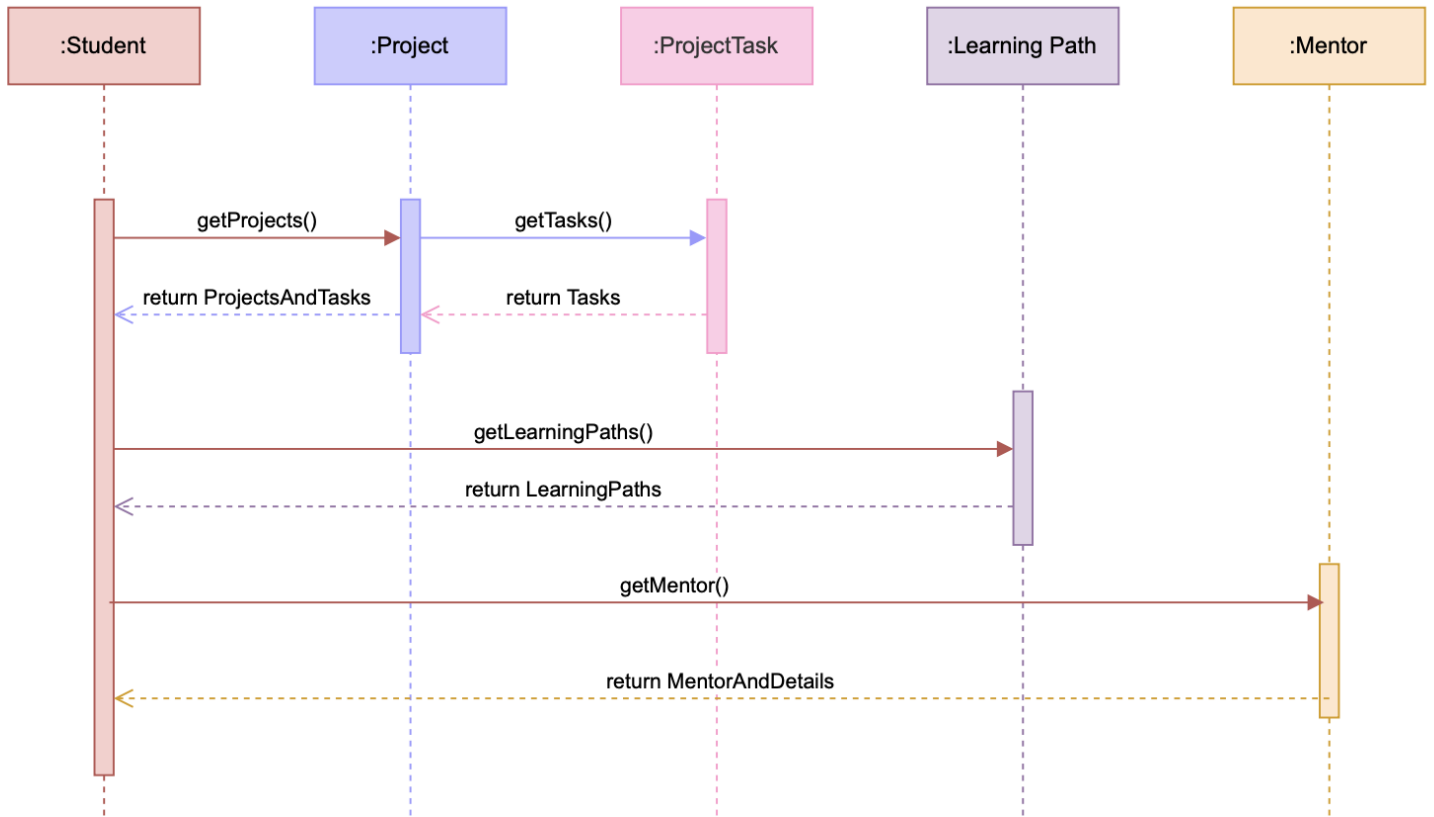 :Student
:Project
:ProjectTask
:Learning Path
:Mentor
getProjects()
getTasks()
return ProjectsAndTasks
return Tasks
getLearningPaths()
return LearningPaths
getMentor()
return MentorAndDetails